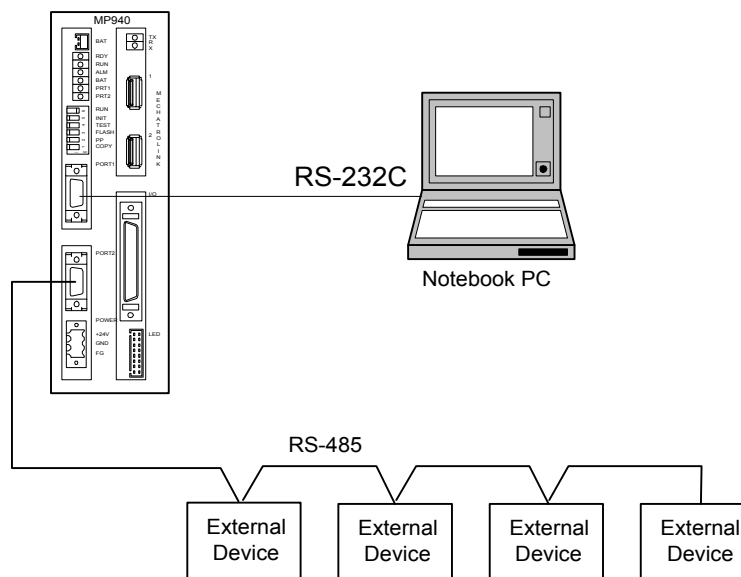 MP940
BAT
TX
RX
RDY
RUN
ALM
BAT
PRT1
PRT2
1
MECHATROLINK
RUN
INIT
TEST
FLASH
PP
COPY
2
PORT1
RS-232C
I/O
Notebook PC
PORT2
POWER
+24V
GND
FG
LED
RS-485
External
Device
External
Device
External
Device
External
Device